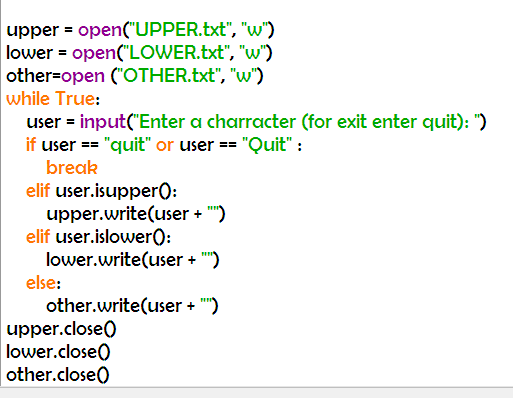 upper = open("UPPER.txt", "w")
lower = open("LOWER.txt", "w")
other=open ("OTHER.txt", "w")
while True:
    user = input("Enter a charracter (for exit enter quit): ")
    if user == "quit" or user == "Quit" :
        break
    elif user.isupper():
        upper.write(user + "")
    elif user.islower():
        lower.write(user + "")
    else:
        other.write(user + "")
upper.close()
lower.close()
other.close()